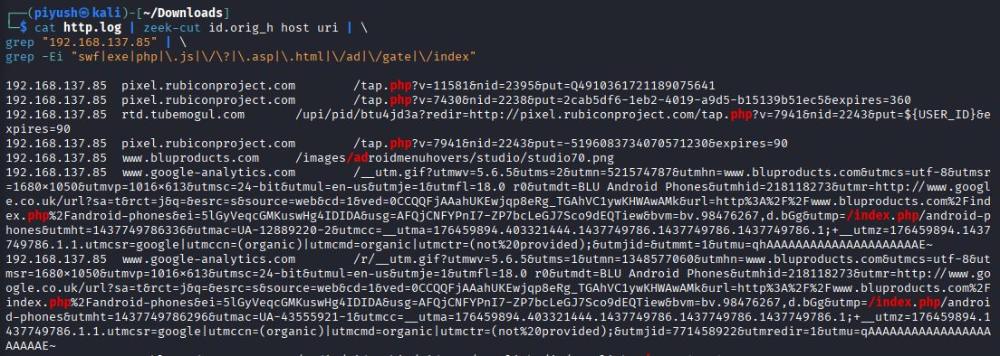 ┌──(piyush㉿kali)-[~/Downloads]
└─$ cat http.log | zeek-cut id.orig_h host uri | \
grep "192.168.137.85" | \
grep -Ei "swf|exe|php|\.js|\/\?|\.asp|\.html|\/ad|\/gate|\/index"
192.168.137.85  pixel.rubiconproject.com        /tap.php?v=11581&nid=2395&put=Q4910361721189075641
192.168.137.85  pixel.rubiconproject.com        /tap.php?v=7430&nid=2238&put=2cab5df6-1eb2-4019-a9d5-b15139b51ec5&expires=360
192.168.137.85  rtd.tubemogul.com       /upi/pid/btu4jd3a?redir=http://pixel.rubiconproject.com/tap.php?v=7941&nid=2243&put=${USER_ID}&e
xpires=90
192.168.137.85  pixel.rubiconproject.com        /tap.php?v=7941&nid=2243&put=-5196083734070571230&expires=90
192.168.137.85  www.bluproducts.com     /images/adroidmenuhovers/studio/studio70.png
192.168.137.85  www.google-analytics.com        /__utm.gif?utmwv=5.6.5&utms=2&utmn=521574787&utmhn=www.bluproducts.com&utmcs=utf-8&utmsr
=1680×1050&utmvp=1016×613&utmsc=24-bit&utmul=en-us&utmje=1&utmfl=18.0 r0&utmdt=BLU Android Phones&utmhid=218118273&utmr=http://www.googl
e.co.uk/url?sa=t&rct=j&q=&esrc=s&source=web&cd=1&ved=0CCQQFjAAahUKEwjqp8eRg_TGAhVC1ywKHWAwAMk&url=http%3A%2F%2Fwww.bluproducts.com%2Find
ex.php%2Fandroid-phones&ei=5lGyVeqcGMKuswHg4IDIDA&usg=AFQjCNFYPnI7-ZP7bcLeGJ7Sco9dEQTiew&bvm=bv.98476267,d.bGg&utmp=/index.php/android-p
hones&utmht=1437749786336&utmac=UA-12889220-2&utmcc=__utma=176459894.403321444.1437749786.1437749786.1437749786.1;+__utmz=176459894.1437
749786.1.1.utmcsr=google|utmccn=(organic)|utmcmd=organic|utmctr=(not%20provided);&utmjid=&utmmt=1&utmu=qhAAAAAAAAAAAAAAAAAAAAAE~
192.168.137.85  www.google-analytics.com        /r/__utm.gif?utmwv=5.6.5&utms=1&utmn=1348577060&utmhn=www.bluproducts.com&utmcs=utf-8&ut
msr=1680×1050&utmvp=1016×613&utmsc=24-bit&utmul=en-us&utmje=1&utmfl=18.0 r0&utmdt=BLU Android Phones&utmhid=218118273&utmr=http://www.go
ogle.co.uk/url?sa=t&rct=j&q=&esrc=s&source=web&cd=1&ved=0CCQQFjAAahUKEwjqp8eRg_TGAhVC1ywKHWAwAMk&url=http%3A%2F%2Fwww.bluproducts.com%2F
index.php%2Fandroid-phones&ei=5lGyVeqcGMKuswHg4IDIDA&usg=AFQjCNFYPnI7-ZP7bcLeGJ7Sco9dEQTiew&bvm=bv.98476267,d.bGg&utmp=/index.php/androi
d-phones&utmht=1437749786296&utmac=UA-43555921-1&utmcc=__utma=176459894.403321444.1437749786.1437749786.1437749786.1;+__utmz=176459894.1
437749786.1.1.utmcsr=google|utmccn=(organic)|utmcmd=organic|utmctr=(not%20provided);&utmjid=771458922&utmredir=1&utmu=qAAAAAAAAAAAAAAAAA
AAAAAE~